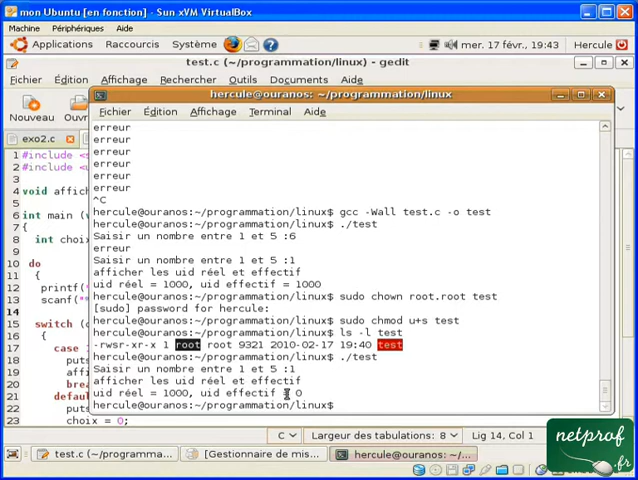 mon Ubuntu [en fonction] - Sun xVM VirtualBox
Machine Périphériques Aide
Applications Raccourcis Système mer. 17 févr., 19:43 Hercule
test.c (~/programmation/linux) - gedit
Fichier Édition Affichage Rechercher Outils Documents Aide
hercule@ouranos: ~/programmation/linux
Nouveau Ouvr
Fichier Édition Affichage Terminal Aide
exo2.c
erreur
erreur
erreur
erreur
erreur
erreur
^C
hercule@ouranos:~/programmation/linux$ gcc -Wall test.c -o test
hercule@ouranos:~/programmation/linux$ ./test
Saisir un nombre entre 1 et 5 :6
erreur
Saisir un nombre entre 1 et 5 :1
afficher les uid réel et effectif
uid réel = 1000, uid effectif = 1000
hercule@ouranos:~/programmation/linux$ sudo chown root.root test
[sudo] password for hercule:
hercule@ouranos:~/programmation/linux$ sudo chmod u+s test
hercule@ouranos:~/programmation/linux$ ls -l test
-rwsr-xr-x 1 root root 9321 2010-02-17 19:40 test
hercule@ouranos:~/programmation/linux$ ./test
Saisir un nombre entre 1 et 5 :1
afficher les uid réel et effectif
uid réel = 1000, uid effectif = 0
hercule@ouranos:~/programmation/linux$
1 #include <s
2 #include <u
3
4 void affich
5
6 int main (v
7 {
8 int choix
9
10 do
11 {
12 printf("
13 scanf("%
14
15 switch (
16 {
17 case
18 puts
19 af
20 brea
21 defau
22 puts
23 choix = 0;
C Largeur des tabulations: 8 Lig 14, Col 1
test.c (~/programma... [Gestionnaire de mis... hercule@ouranos: ~/...
netprof
.fr